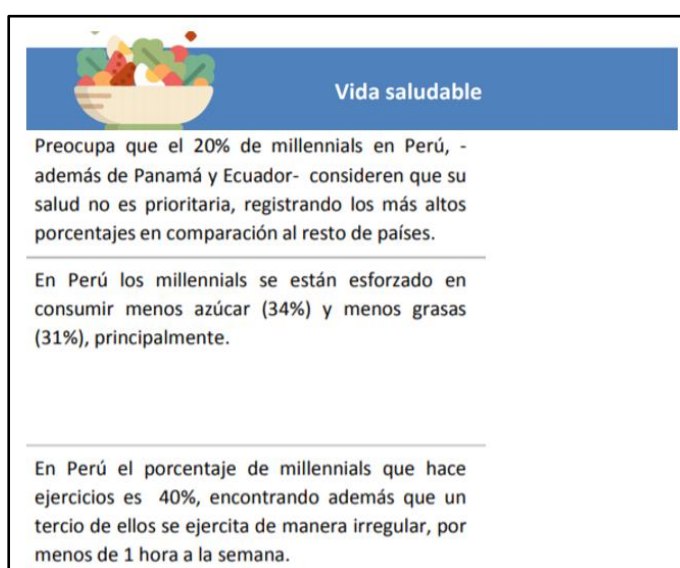 Vida saludable
Preocupa que el 20% de millennials en Perú, -
además de Panamá y Ecuador- consideren que su
salud no es prioritaria, registrando los más altos
porcentajes en comparación al resto de países.
En Perú los millennials se están esforzado en
consumir menos azúcar (34%) y menos grasas
(31%), principalmente.
En Perú el porcentaje de millennials que hace
ejercicios es 40%, encontrando además que un
tercio de ellos se ejercita de manera irregular, por
menos de 1 hora a la semana.